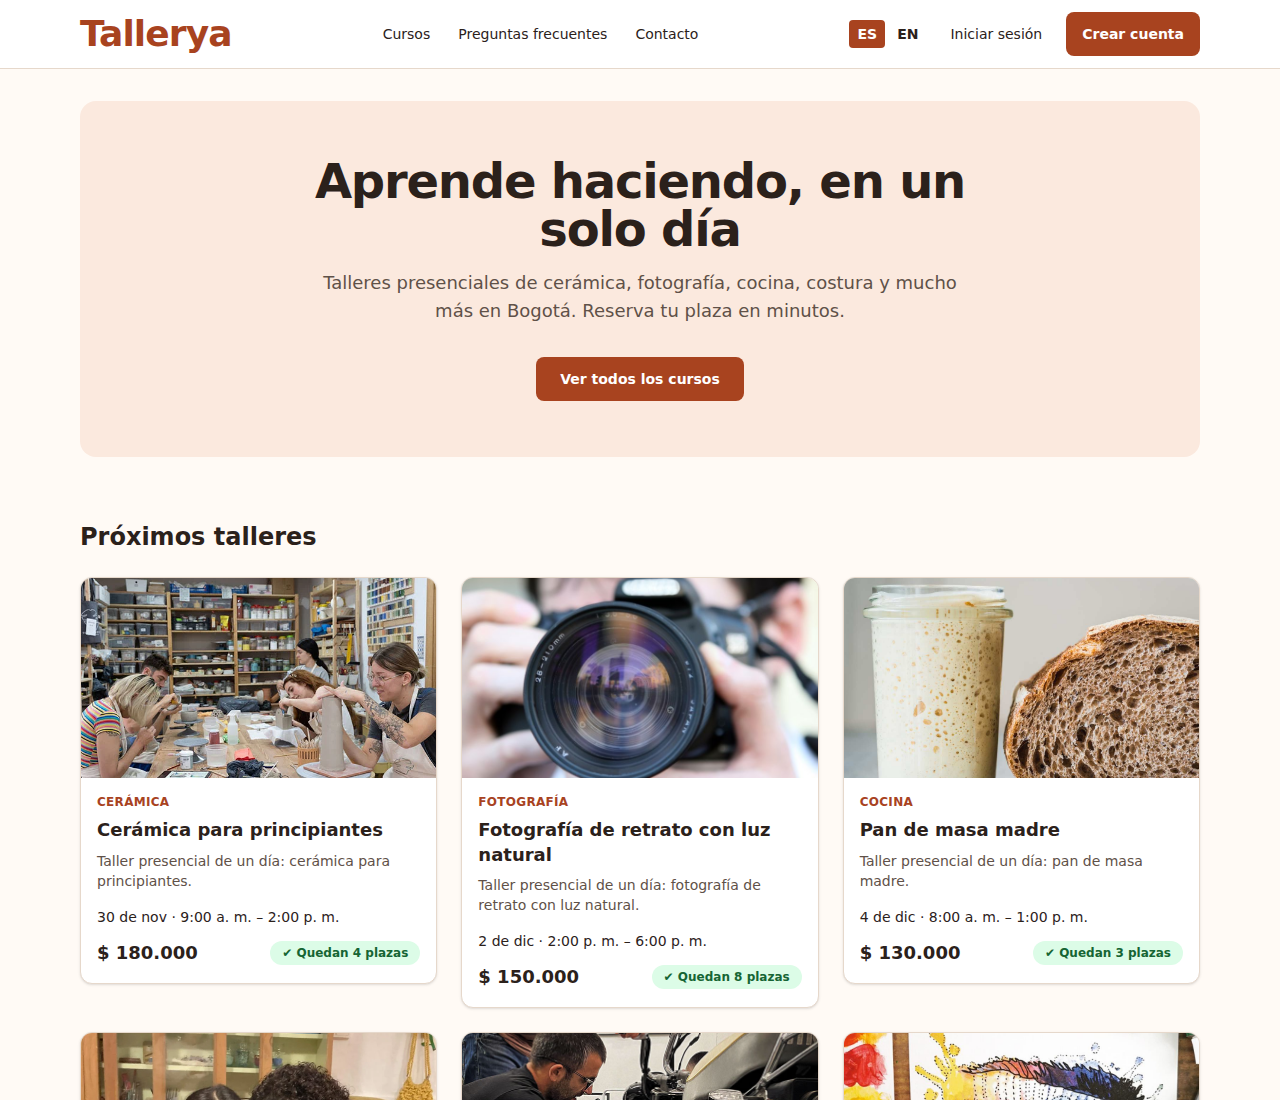 Tallerya
Cursos Preguntas frecuentes Contacto ES EN Iniciar sesión Crear cuenta
Aprende haciendo, en un
solo día
Talleres presenciales de cerámica, fotografía, cocina, costura y mucho
más en Bogotá. Reserva tu plaza en minutos.
Ver todos los cursos
Próximos talleres
28-210mm
AF
JAPAN
CERÁMICA
Cerámica para principiantes
Taller presencial de un día: cerámica para
principiantes.
30 de nov · 9:00 a. m. – 2:00 p. m.
$ 180.000 ✔ Quedan 4 plazas
FOTOGRAFÍA
Fotografía de retrato con luz
natural
Taller presencial de un día: fotografía de
retrato con luz natural.
2 de dic · 2:00 p. m. – 6:00 p. m.
$ 150.000 ✔ Quedan 8 plazas
COCINA
Pan de masa madre
Taller presencial de un día: pan de masa
madre.
4 de dic · 8:00 a. m. – 1:00 p. m.
$ 130.000 ✔ Quedan 3 plazas